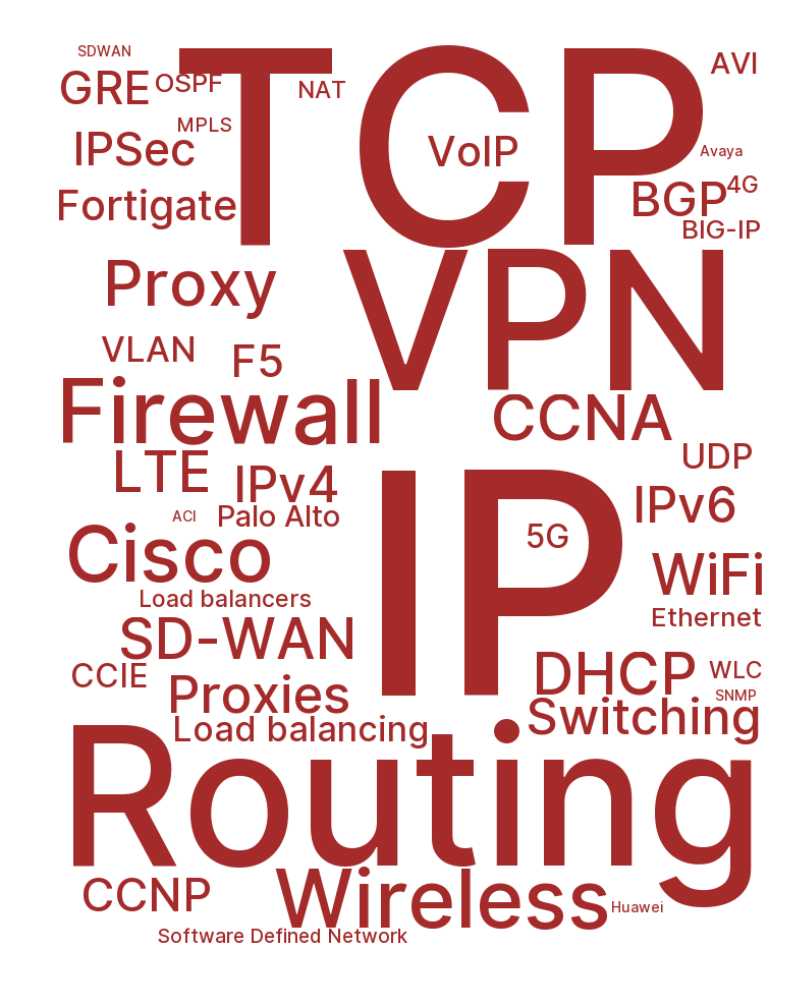 SDWAN
TCP
AVI
GRE
OSPF
NAT
MPLS
IPSec
VoIP
Avaya
Fortigate
BGP
4G
BIG-IP
Proxy
VPN
VLAN
F5
Firewall
CCNA
LTE
IPv4
UDP
IP
IPv6
ACI
Palo Alto
5G
Cisco
WiFi
Load balancers
Ethernet
SD-WAN
CCIE
DHCP
WLC
Proxies
SNMP
Switching
Load balancing
Routing
CCNP
Wireless
Huawei
Software Defined Network